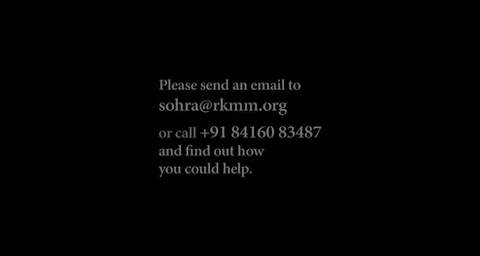 Please send an email to
sohra@rkmm.org
or call +91 84160 83487
and find out how
you could help.